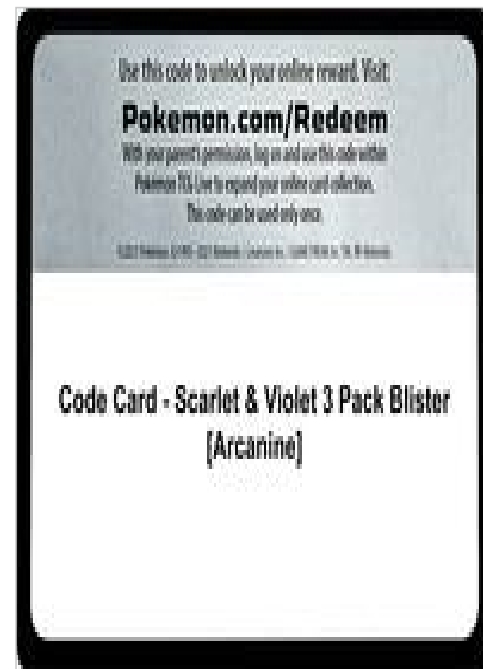 Use this code to unlock your online reward. Visit:
Pokemon.com/Redeem
With your parent's permission, log on and use this code within
Pokémon TCG Live to expand your online card collection.
This code can be used only once.
Code Card - Scarlet & Violet 3 Pack Blister
[Arcanine]